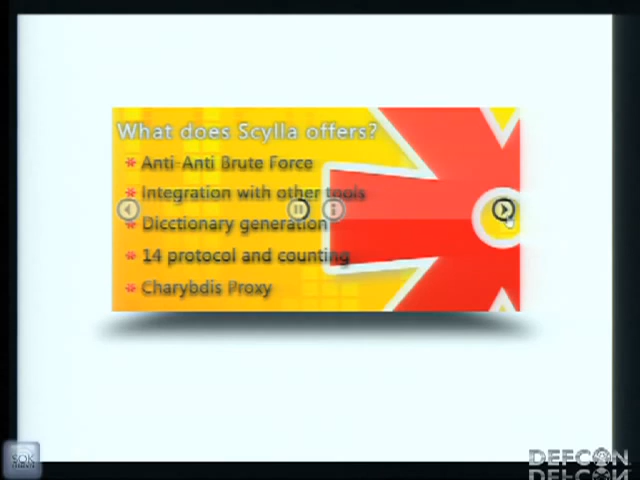 What does Scylla offers?
* Anti-Anti Brute Force
* Integration with other tools
* Dicctionary generation
* 14 protocol and counting
* Charybdis Proxy
SOK
DEFCON